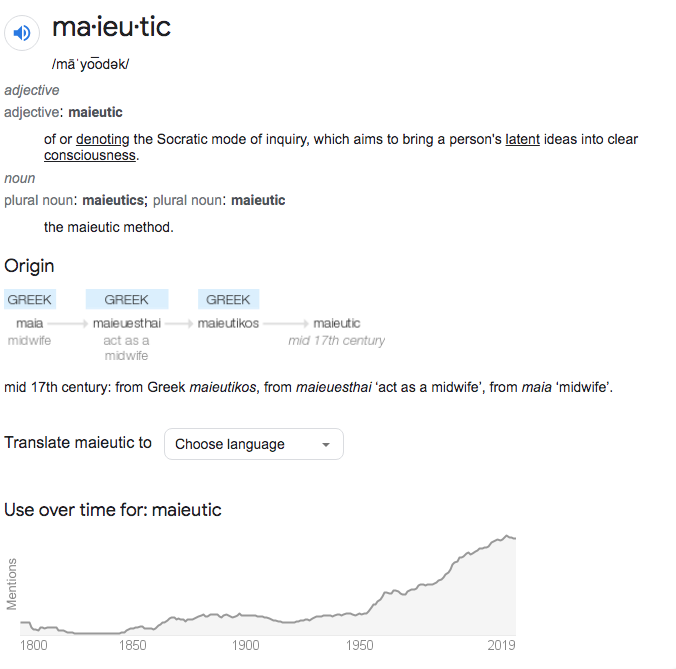 ma·ieu·tic
/māˈyo͞odək/
adjective
adjective: maieutic
of or denoting the Socratic mode of inquiry, which aims to bring a person's latent ideas into clear
consciousness.
noun
plural noun: maieutics; plural noun: maieutic
the maieutic method.
Origin
GREEK GREEK GREEK
maia maieuesthai maieutikos maieutic
midwife act as a midwife mid 17th century
mid 17th century: from Greek maieutikos, from maieuesthai ‘act as a midwife’, from maia ‘midwife’.
Translate maieutic to Choose language
Use over time for: maieutic
Mentions
1800 1850 1900 1950 2019